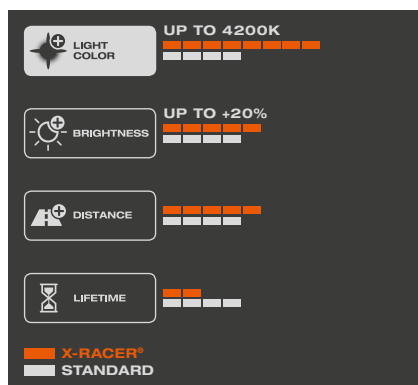 UP TO 4200K
LIGHT
COLOR
UP TO +20%
BRIGHTNESS
DISTANCE
LIFETIME
X-RACER®
STANDARD